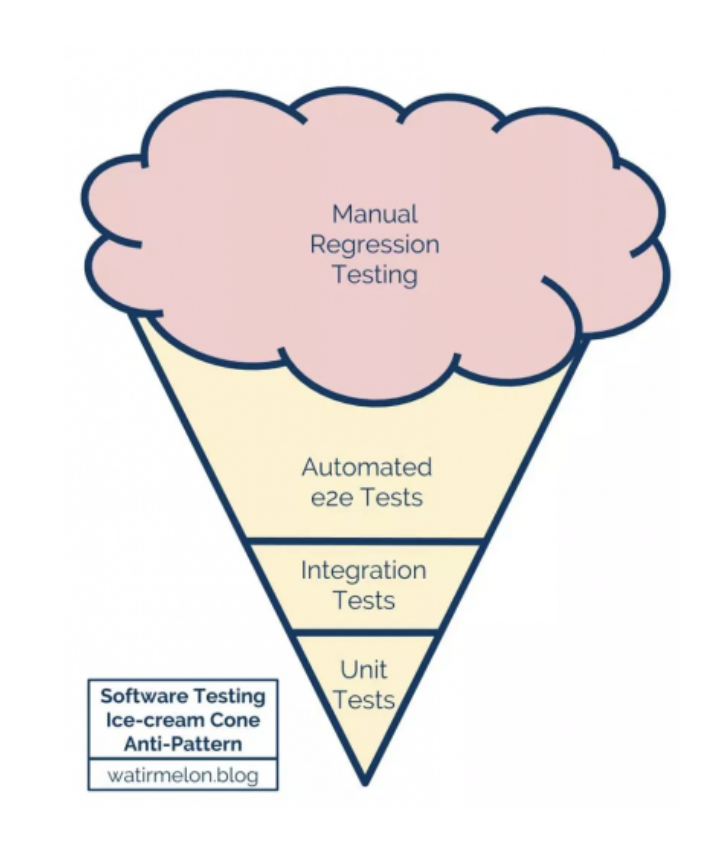 Manual
Regression
Testing
Automated
e2e Tests
Integration
Tests
Unit
Tests
Software Testing
Ice-cream Cone
Anti-Pattern
watirmelon.blog